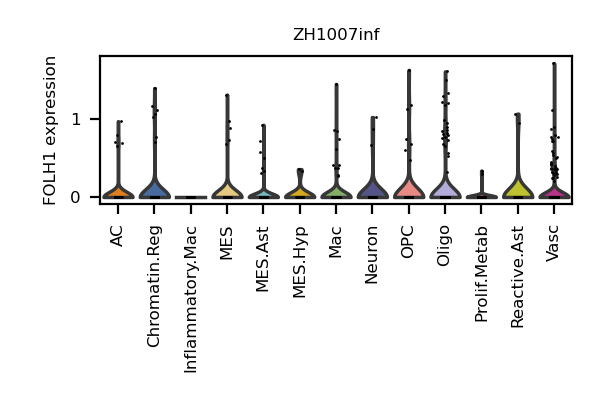 ZH1007inf
FOLH1 expression
1
0
AC
Chromatin.Reg
Inflammatory.Mac
MES
MES.Ast
MES.Hyp
Mac
Neuron
OPC
Oligo
Prolif.Metab
Reactive.Ast
Vasc